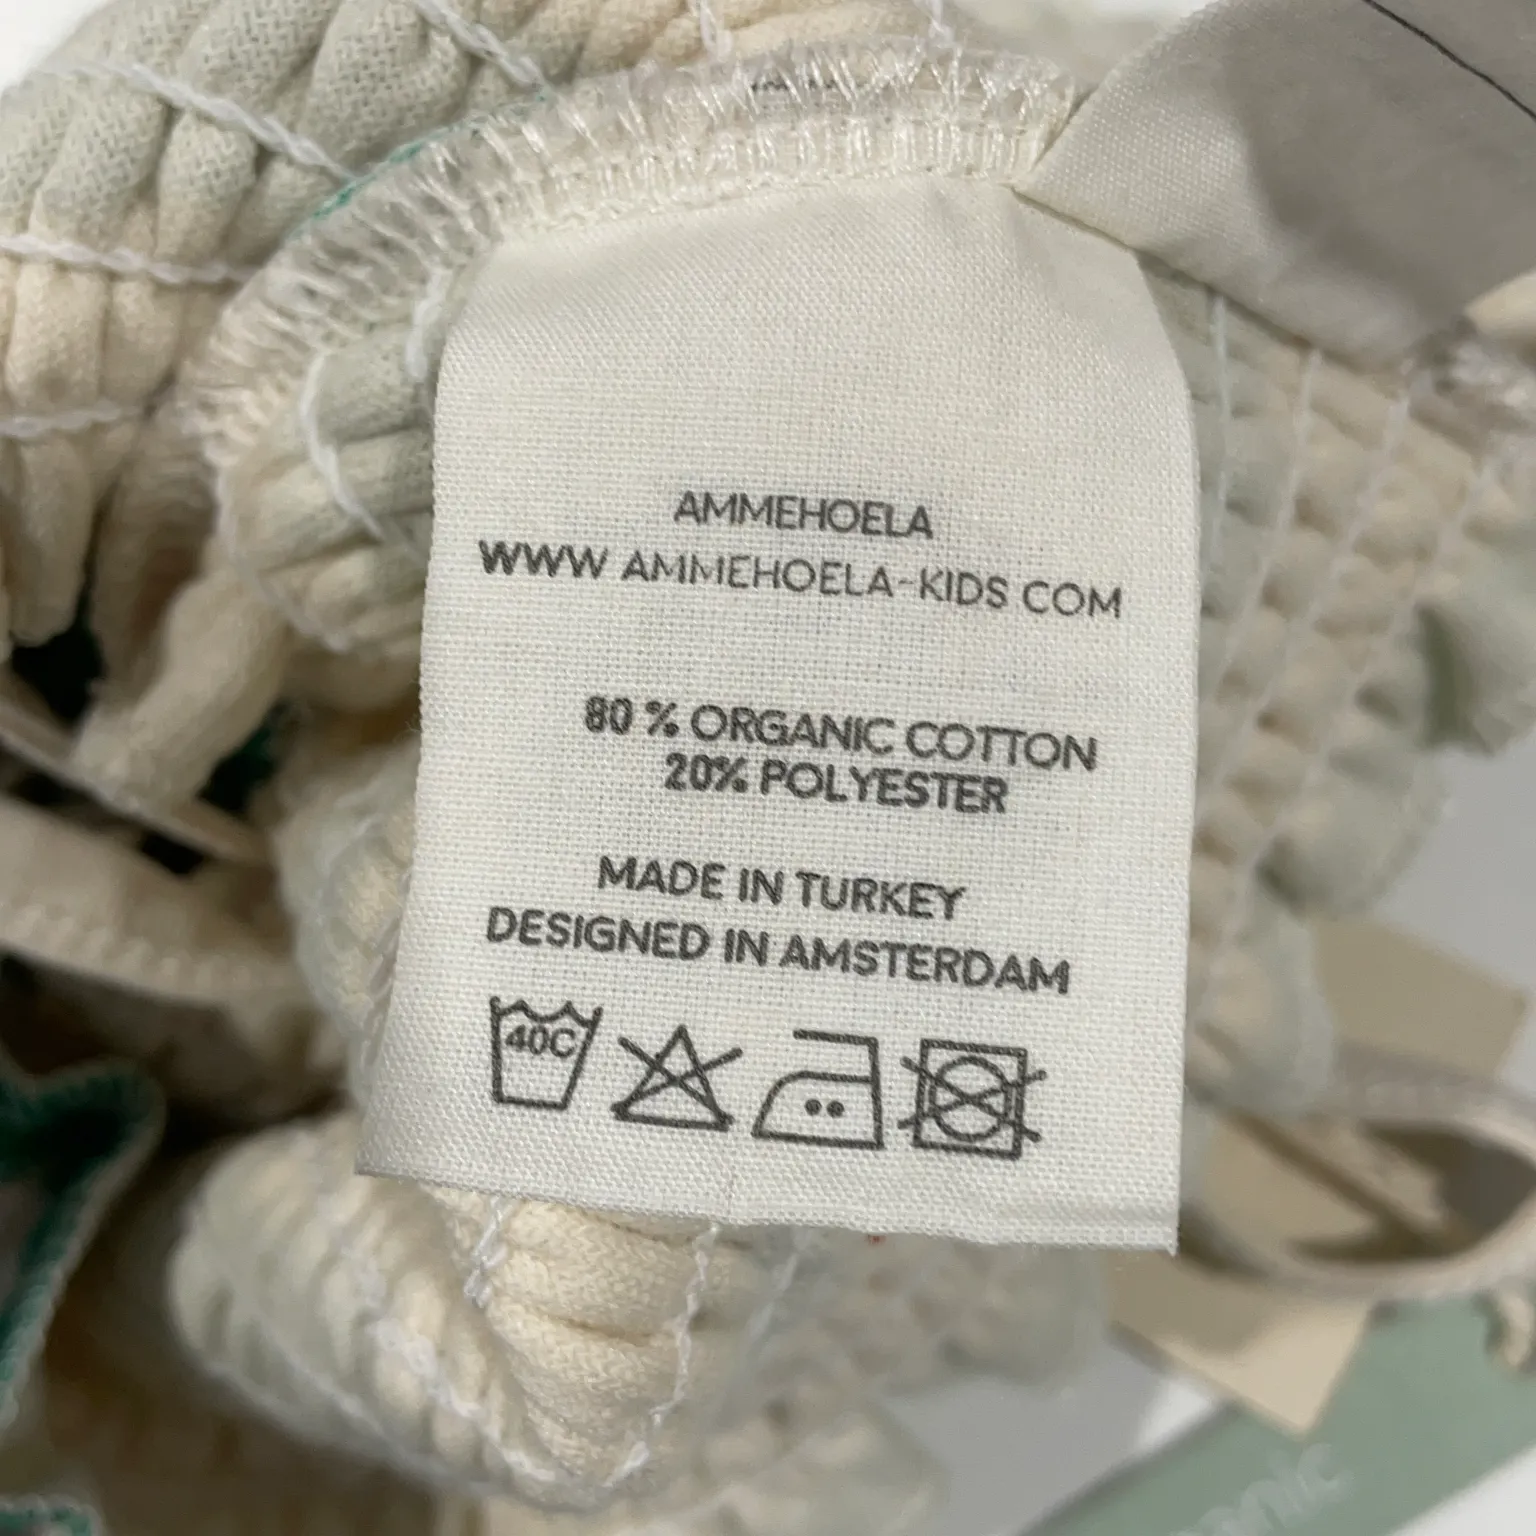 AMMEHOELA
WWW AMMEHOELA-KIDS COM
80 % ORGANIC COTTON
20% POLYESTER
MADE IN TURKEY
DESIGNED IN AMSTERDAM
40C